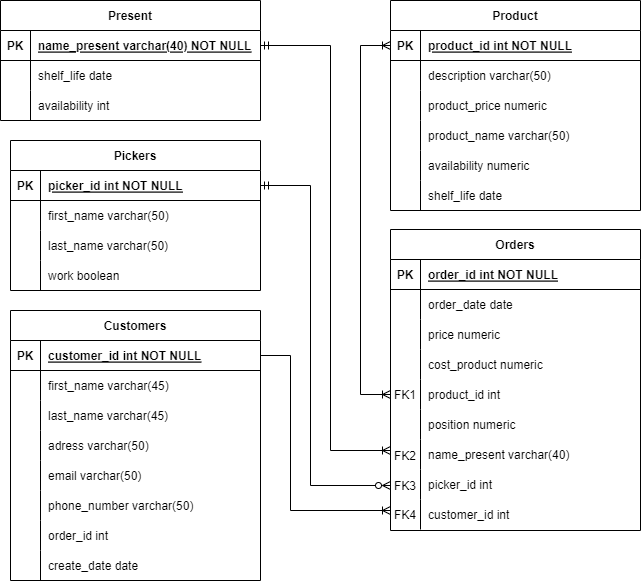 Present
PK name_present varchar(40) NOT NULL
shelf_life date
availability int
Pickers
PK picker_id int NOT NULL
first_name varchar(50)
last_name varchar(50)
work boolean
Customers
PK customer_id int NOT NULL
first_name varchar(45)
last_name varchar(45)
adress varchar(50)
email varchar(50)
phone_number varchar(50)
order_id int
create_date date
Product
PK product_id int NOT NULL
description varchar(50)
product_price numeric
product_name varchar(50)
availability numeric
shelf_life date
Orders
PK order_id int NOT NULL
order_date date
price numeric
cost_product numeric
FK1 product_id int
position numeric
FK2 name_present varchar(40)
FK3 picker_id int
FK4 customer_id int